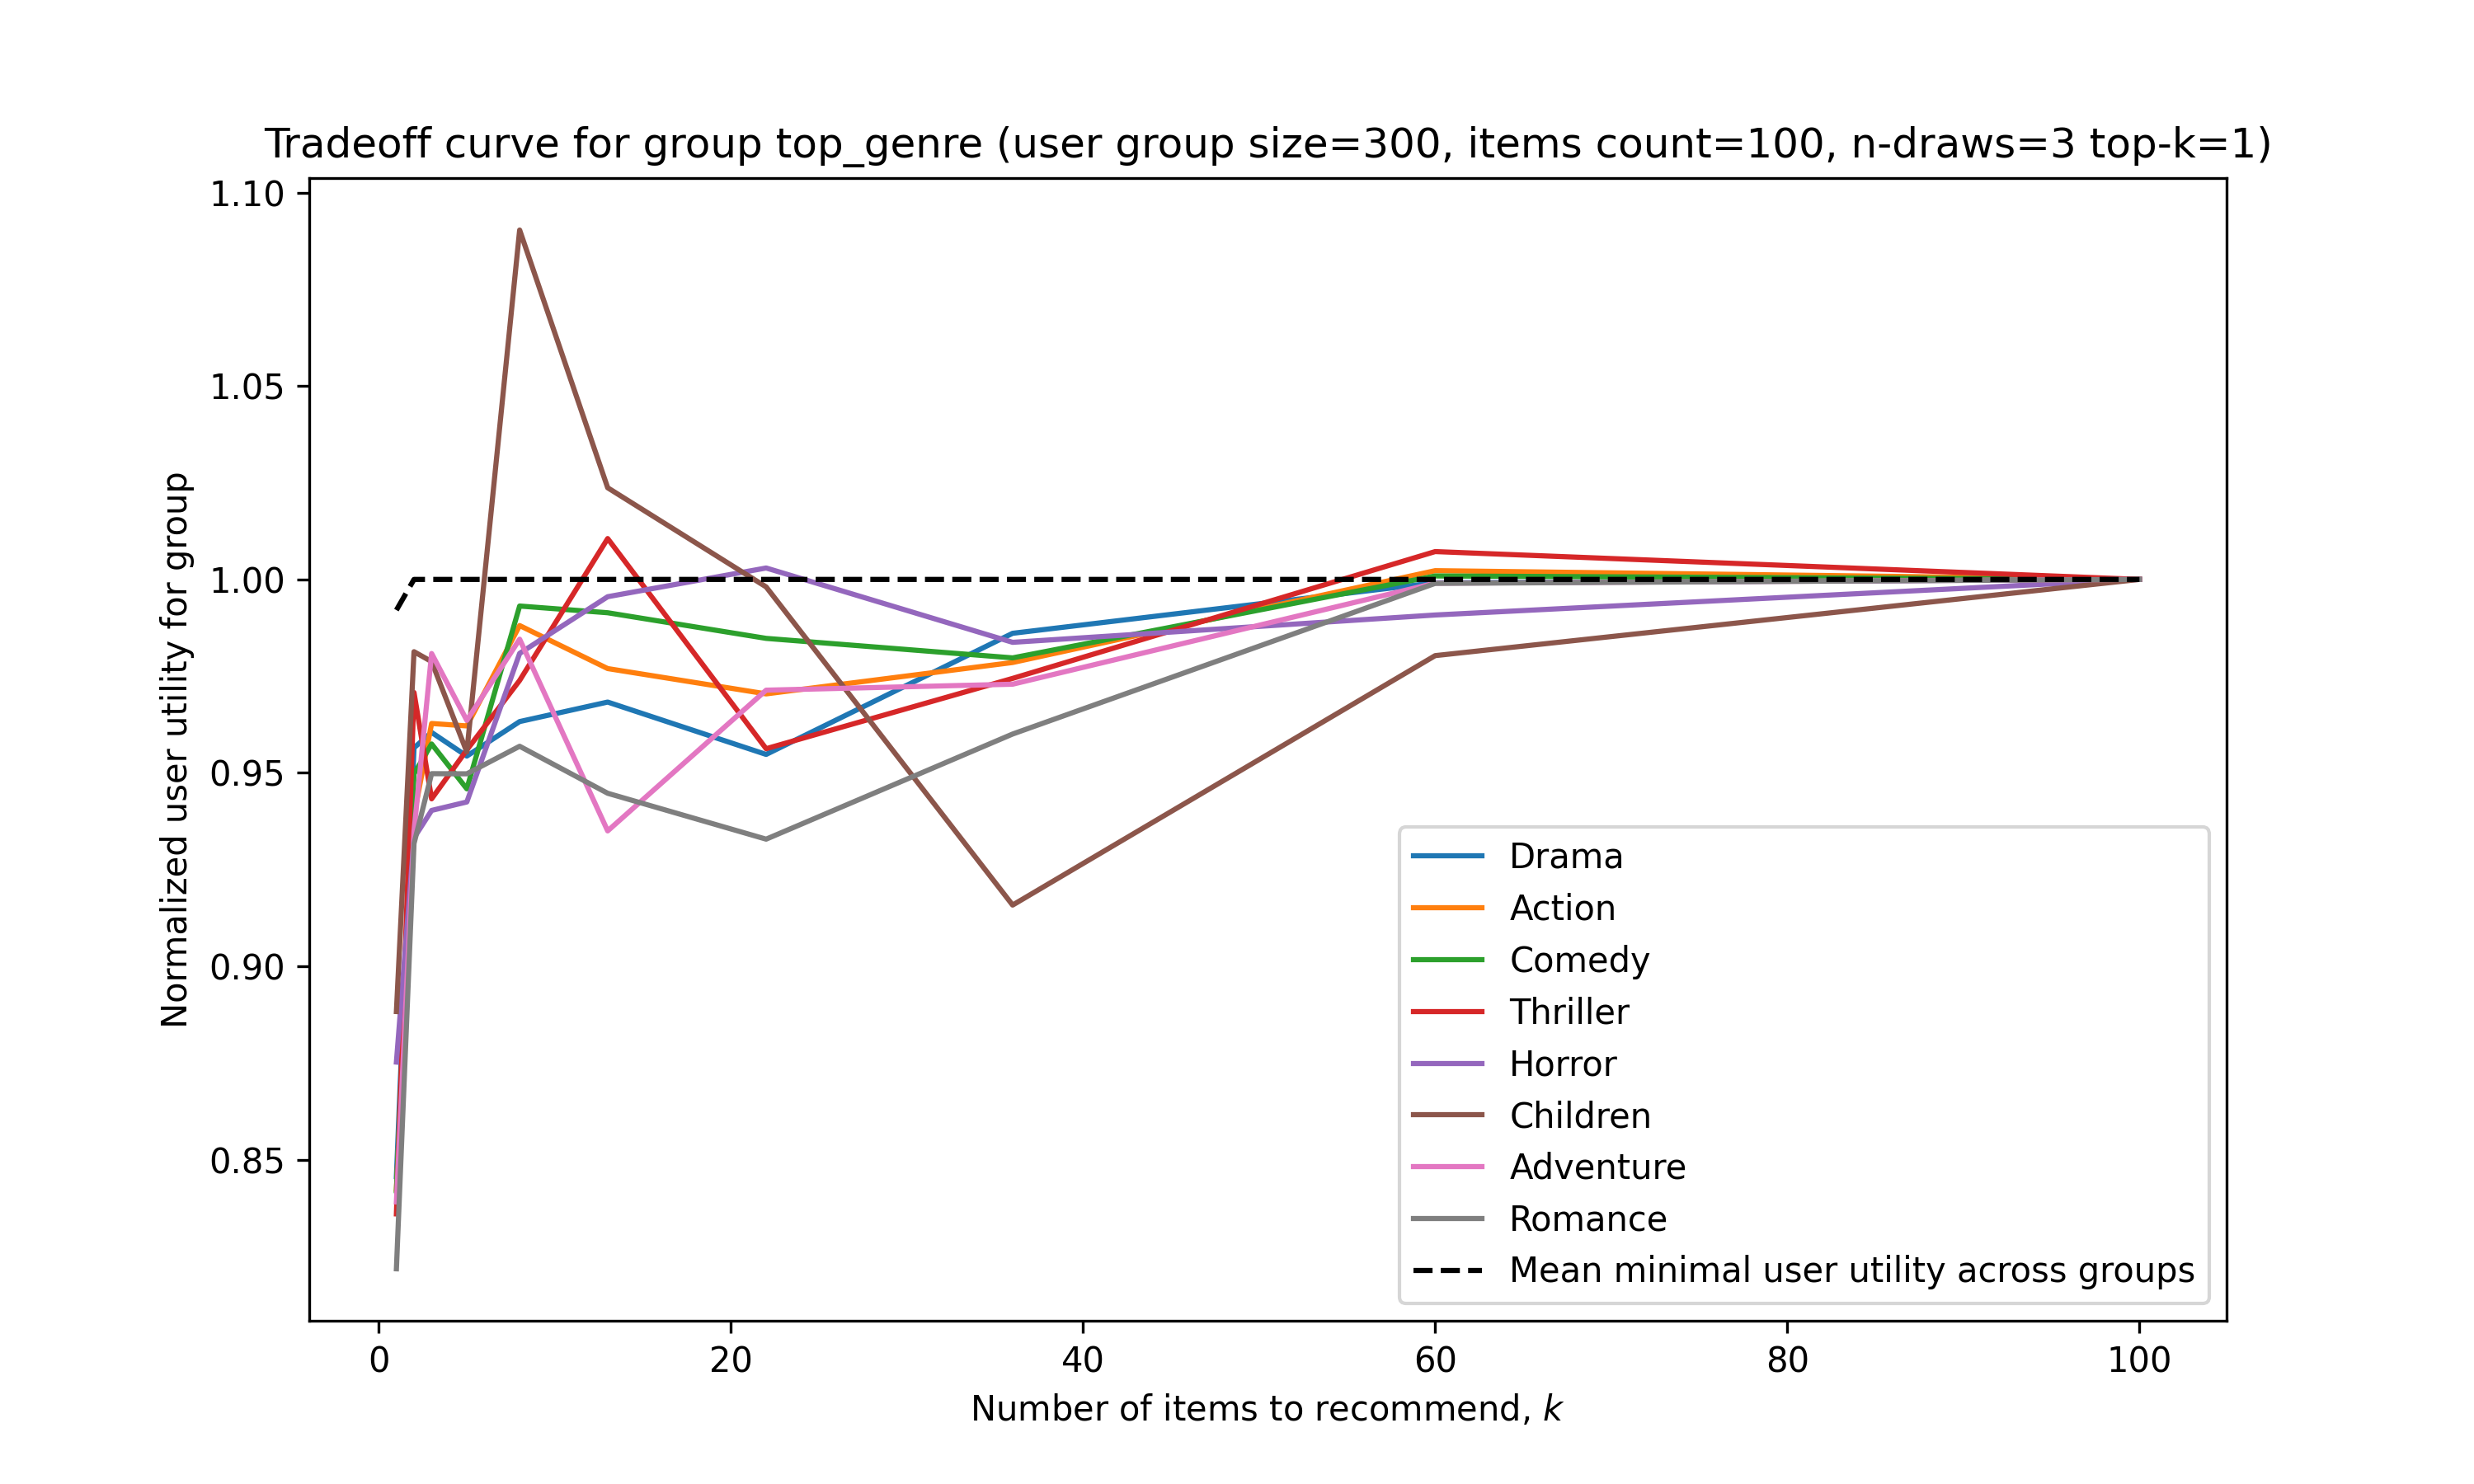 Tradeoff curve for group top_genre (user group size=300, items count=100, n-draws=3 top-k=1)
Normalized user utility for group
1.10
1.05
1.00
0.95
0.90
0.85
Drama
Action
Comedy
Thriller
Horror
Children
Adventure
Romance
Mean minimal user utility across groups
0 20 40 60 80 100
Number of items to recommend, k